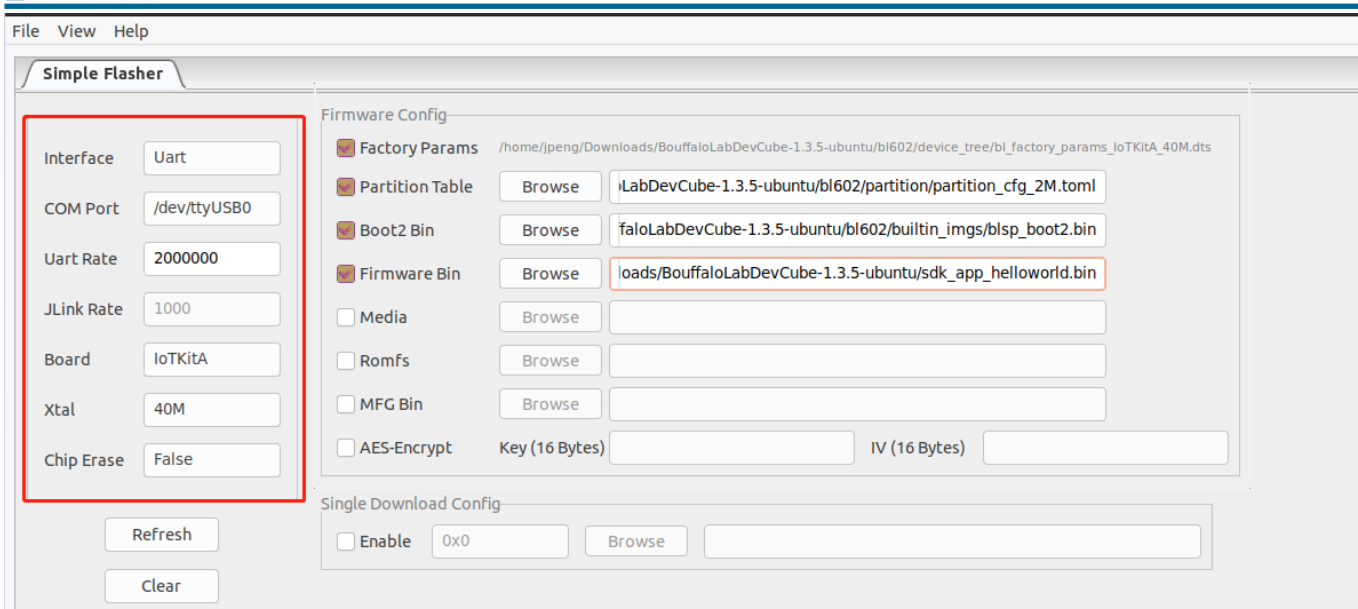 File View Help
Simple Flasher
Interface Uart
COM Port /dev/ttyUSB0
Uart Rate 2000000
JLink Rate 1000
Board IoTKitA
Xtal 40M
Chip Erase False
Refresh
Clear
Firmware Config
Factory Params /home/jpeng/Downloads/BouffaloLabDevCube-1.3.5-ubuntu/bl602/device_tree/bl_factory_params_IoTKitA_40M.dts
Partition Table Browse LabDevCube-1.3.5-ubuntu/bl602/partition/partition_cfg_2M.toml
Boot2 Bin Browse faloLabDevCube-1.3.5-ubuntu/bl602/builtin_imgs/blsp_boot2.bin
Firmware Bin Browse loads/BouffaloLabDevCube-1.3.5-ubuntu/sdk_app_helloworld.bin
Media Browse
Romfs Browse
MFG Bin Browse
AES-Encrypt Key (16 Bytes) IV (16 Bytes)
Single Download Config
Enable 0x0 Browse